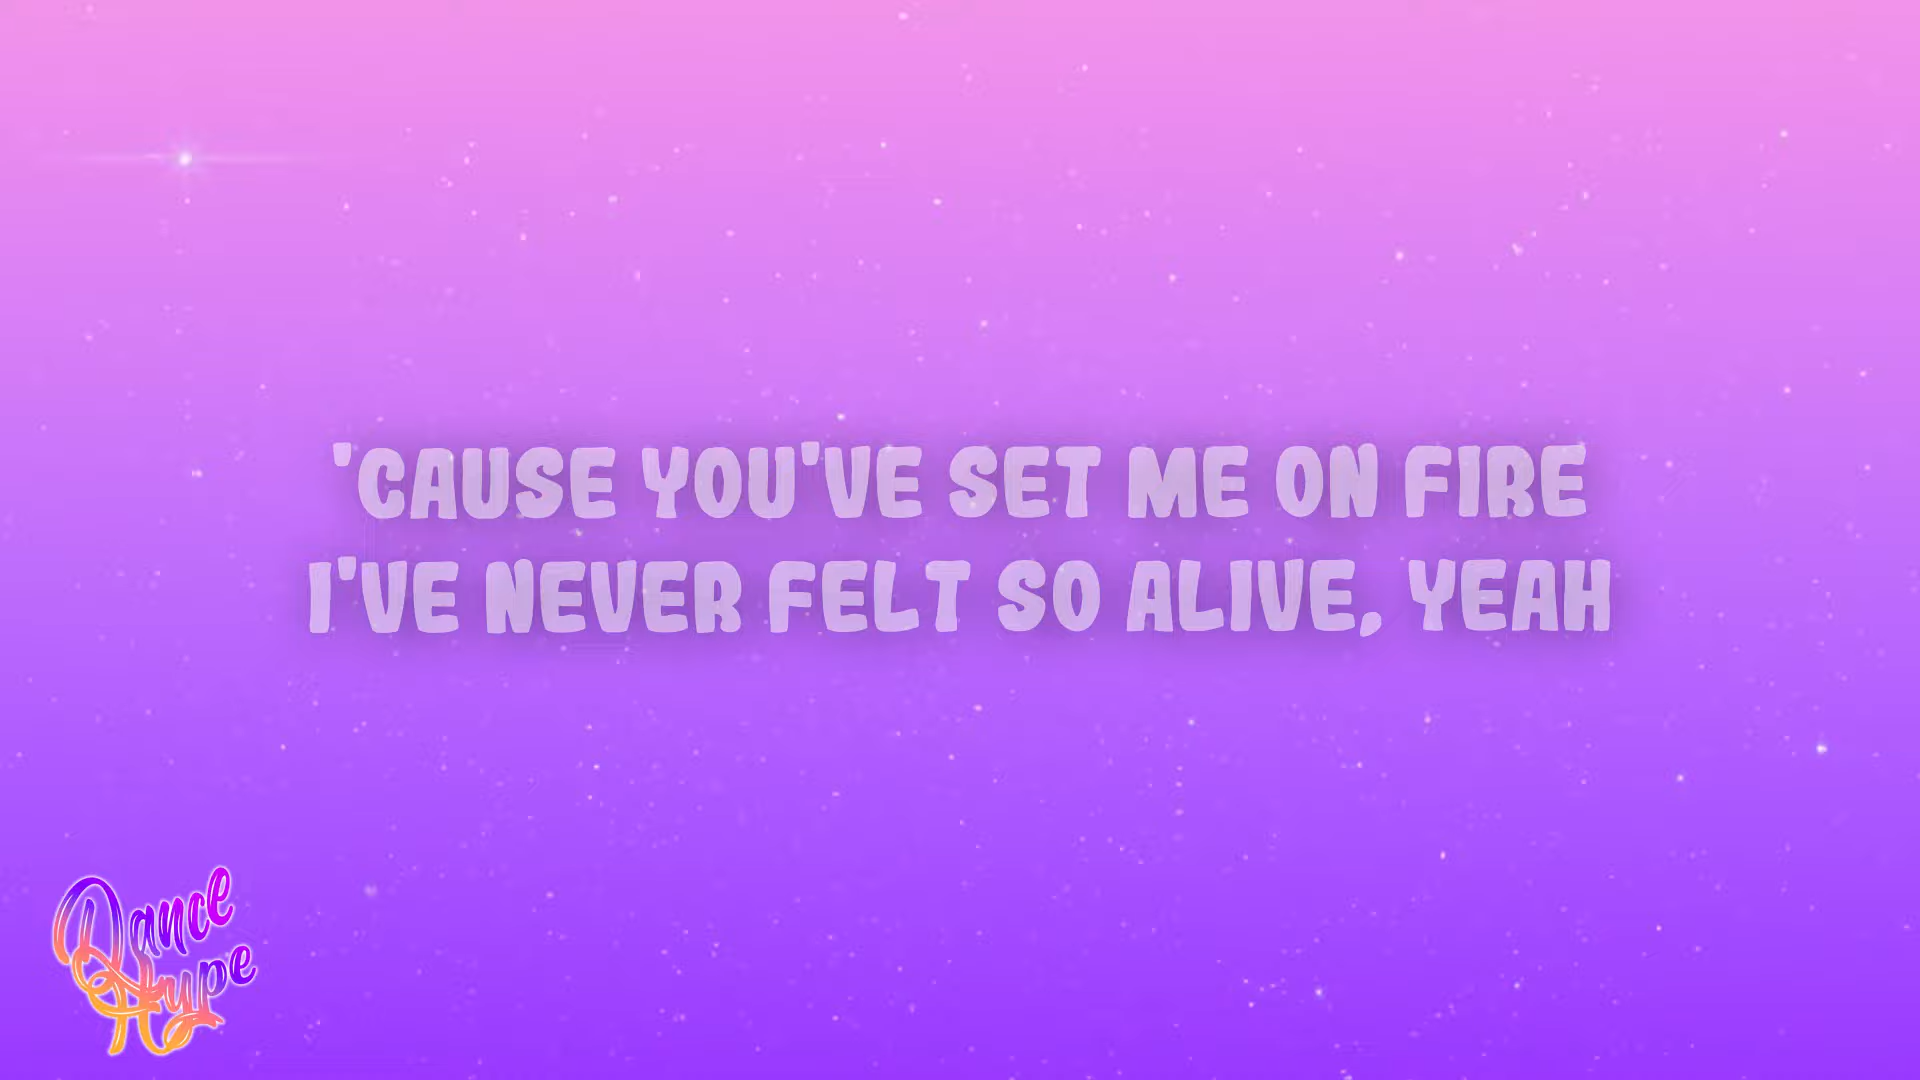 'CAUSE YOU'VE SET ME ON FIRE
I'VE NEVER FELT SO ALIVE, YEAH
Dance
Hype